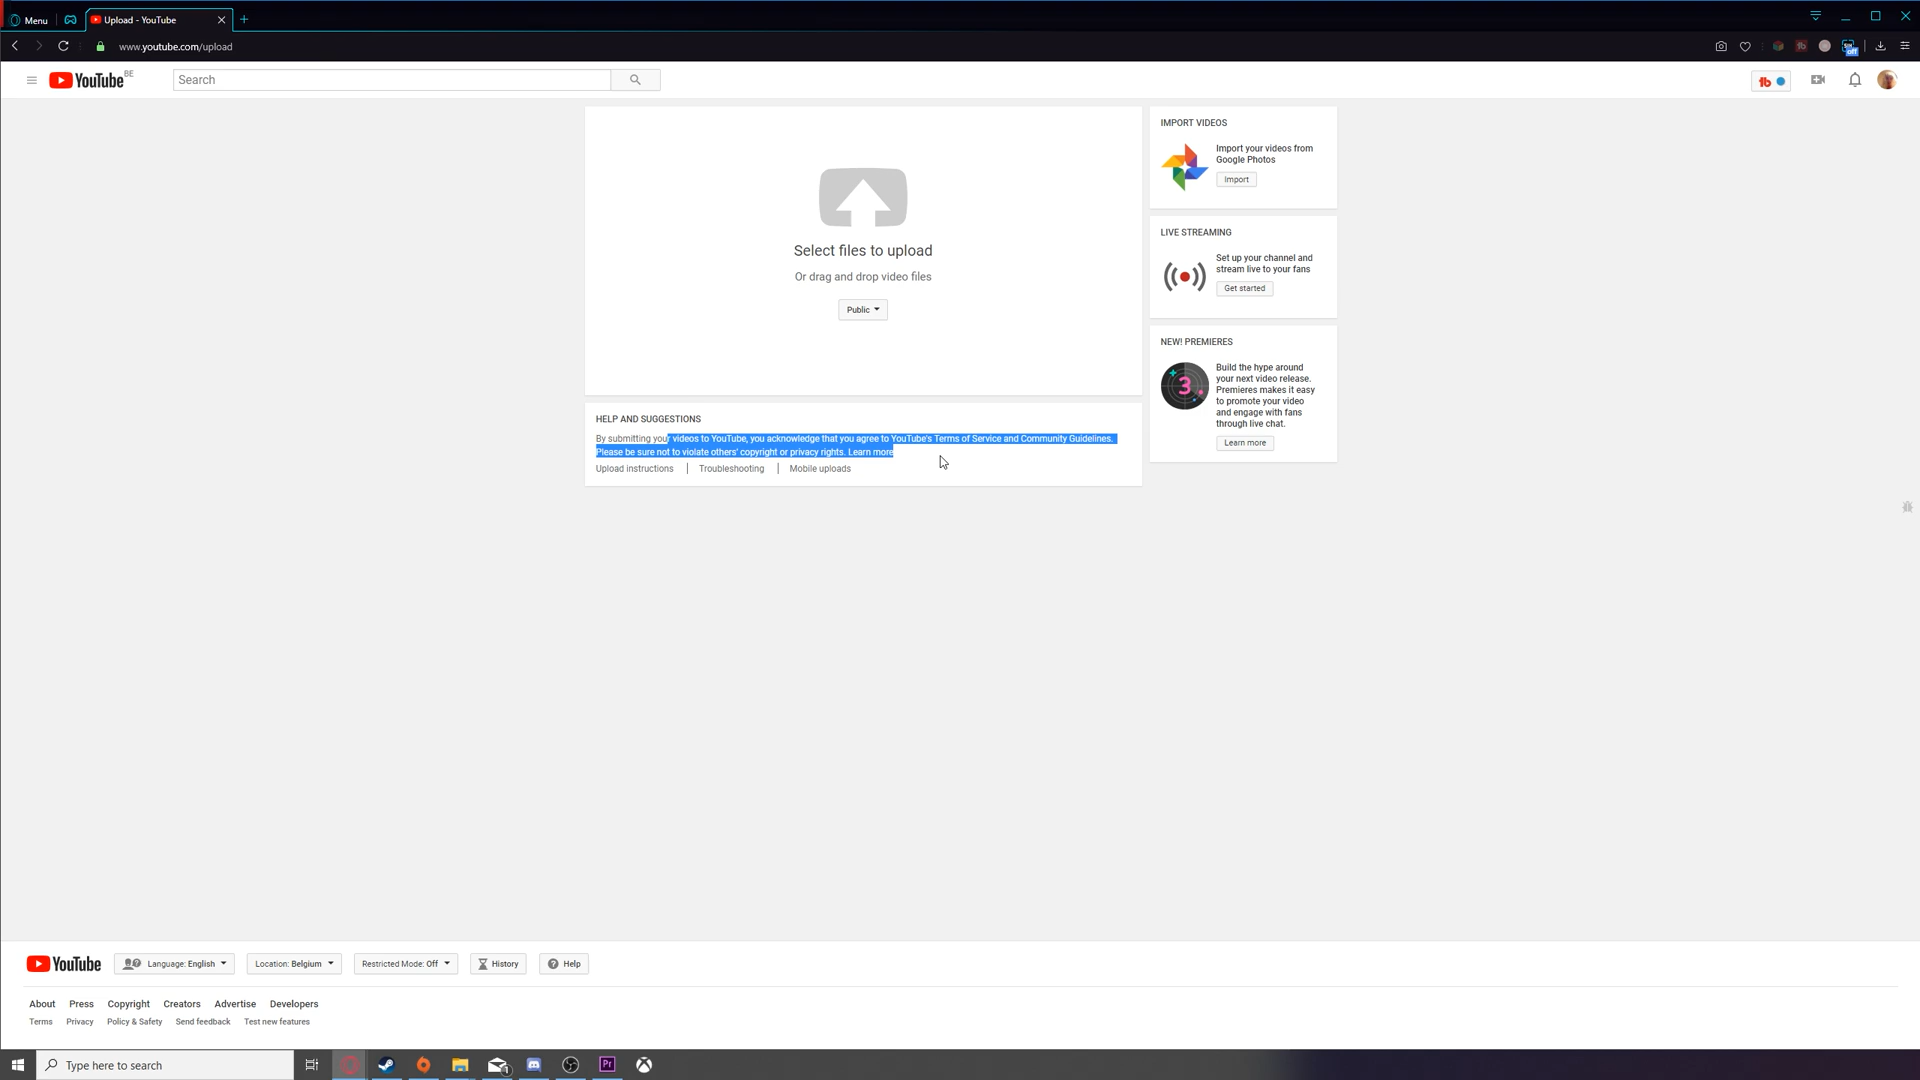 Menu
Upload - YouTube
www.youtube.com/upload
YouTube BE
Search
Select files to upload
Or drag and drop video files
Public
HELP AND SUGGESTIONS
By submitting your videos to YouTube, you acknowledge that you agree to YouTube's Terms of Service and Community Guidelines.
Please be sure not to violate others' copyright or privacy rights. Learn more
Upload instructions
Troubleshooting
Mobile uploads
IMPORT VIDEOS
Import your videos from
Google Photos
Import
LIVE STREAMING
Set up your channel and
stream live to your fans
Get started
NEW! PREMIERES
3
Build the hype around
your next video release.
Premieres makes it easy
to promote your video
and engage with fans
through live chat.
Learn more
YouTube
Language: English
Location: Belgium
Restricted Mode: Off
History
Help
About Press Copyright Creators Advertise Developers
Terms Privacy Policy & Safety Send feedback Test new features
Type here to search
1
Pr